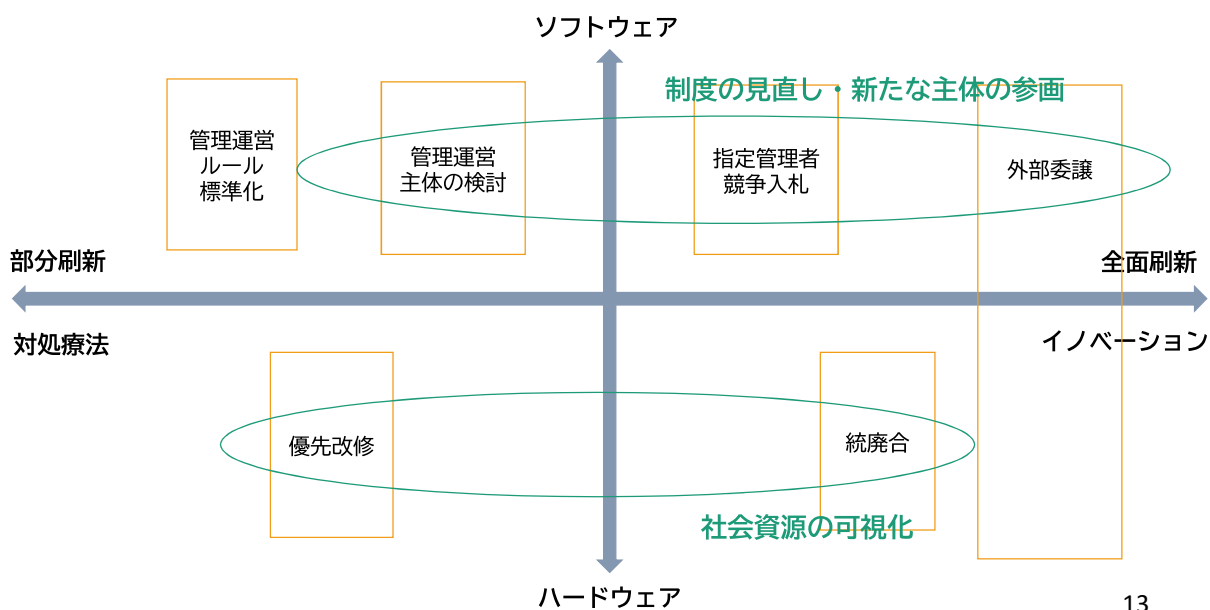 ソフトウェア
制度の見直し・新たな主体の参画
管理運営
ルール
標準化
管理運営
主体の検討
指定管理者
競争入札
外部委譲
部分刷新
全面刷新
対処療法
イノベーション
優先改修
統廃合
社会資源の可視化
ハードウェア
13